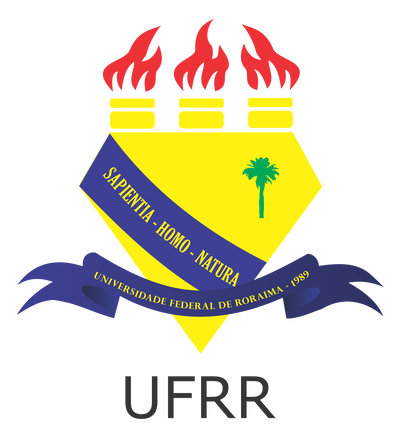 SAPIENTIA - HOMO - NATURA
UNIVERSIDADE FEDERAL DE RORAIMA - 1989
UFRR